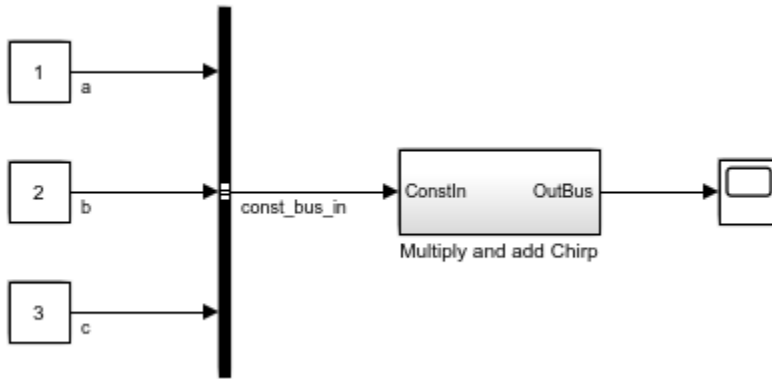 1
a
2
b
const_bus_in
ConstIn OutBus
Multiply and add Chirp
3
c